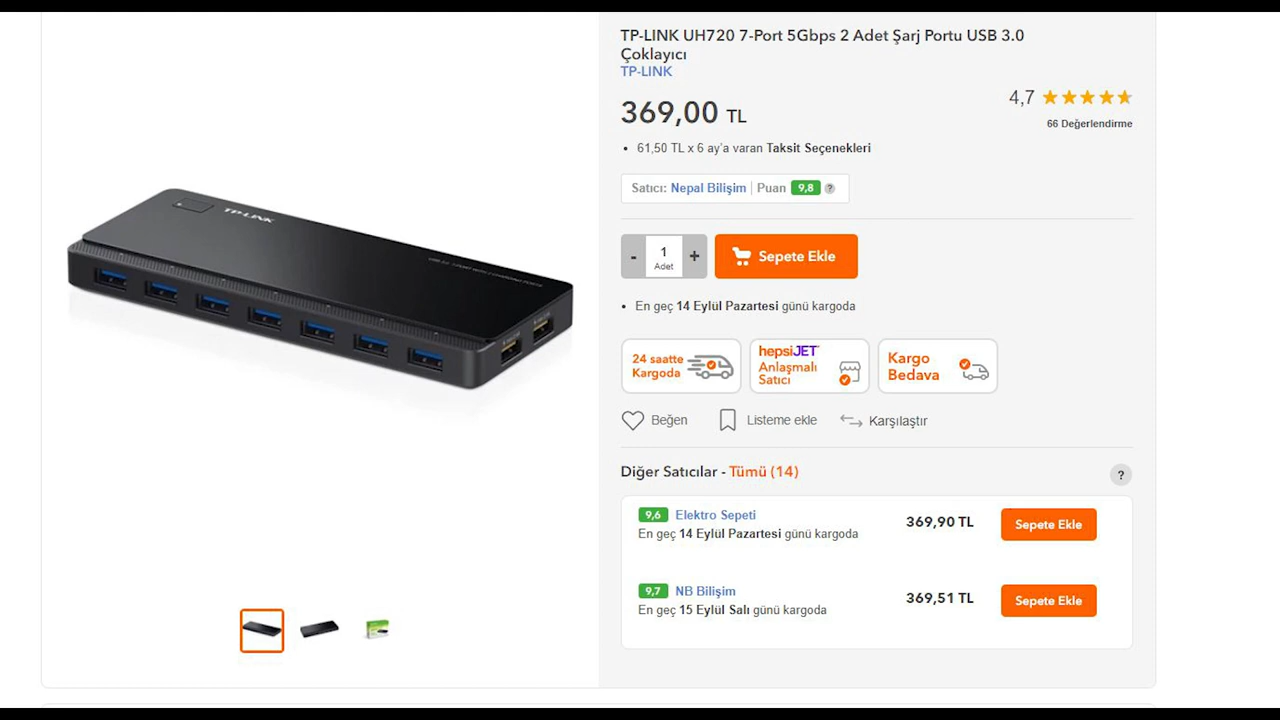 TP-LINK UH720 7-Port 5Gbps 2 Adet Şarj Portu USB 3.0
Çoklayıcı
TP-LINK
4,7
369,00 TL
66 Değerlendirme
• 61,50 TL x 6 ay'a varan Taksit Seçenekleri
Satıcı: Nepal Bilişim | Puan 9,8 ?
- 1 +
Adet
Sepete Ekle
• En geç 14 Eylül Pazartesi günü kargoda
24 saatte
Kargoda
hepsiJET
Anlaşmalı
Satıcı
Kargo
Bedava
Beğen
Listeme ekle
Karşılaştır
Diğer Satıcılar - Tümü (14)
?
9,6 Elektro Sepeti
En geç 14 Eylül Pazartesi günü kargoda
369,90 TL
Sepete Ekle
9,7 NB Bilişim
En geç 15 Eylül Salı günü kargoda
369,51 TL
Sepete Ekle
TP-LINK